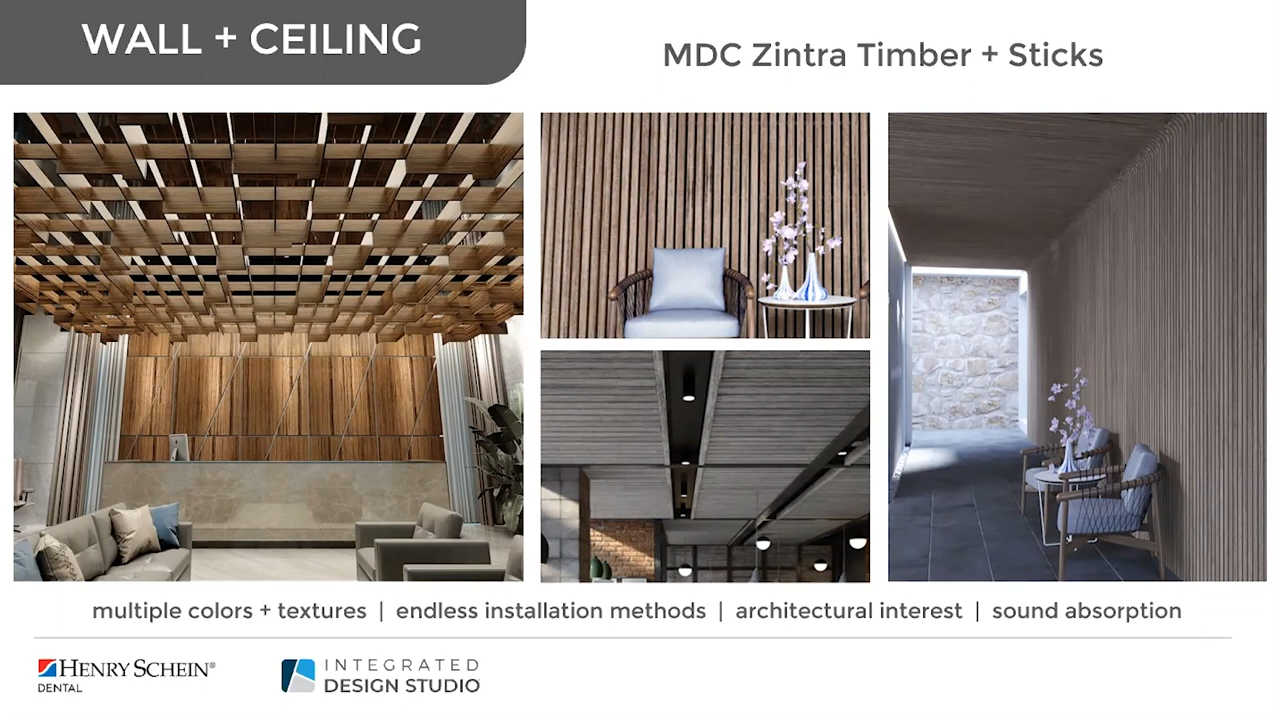 WALL + CEILING
MDC Zintra Timber + Sticks
multiple colors + textures | endless installation methods | architectural interest | sound absorption
HENRY SCHEIN®
DENTAL
INTEGRATED
DESIGN STUDIO